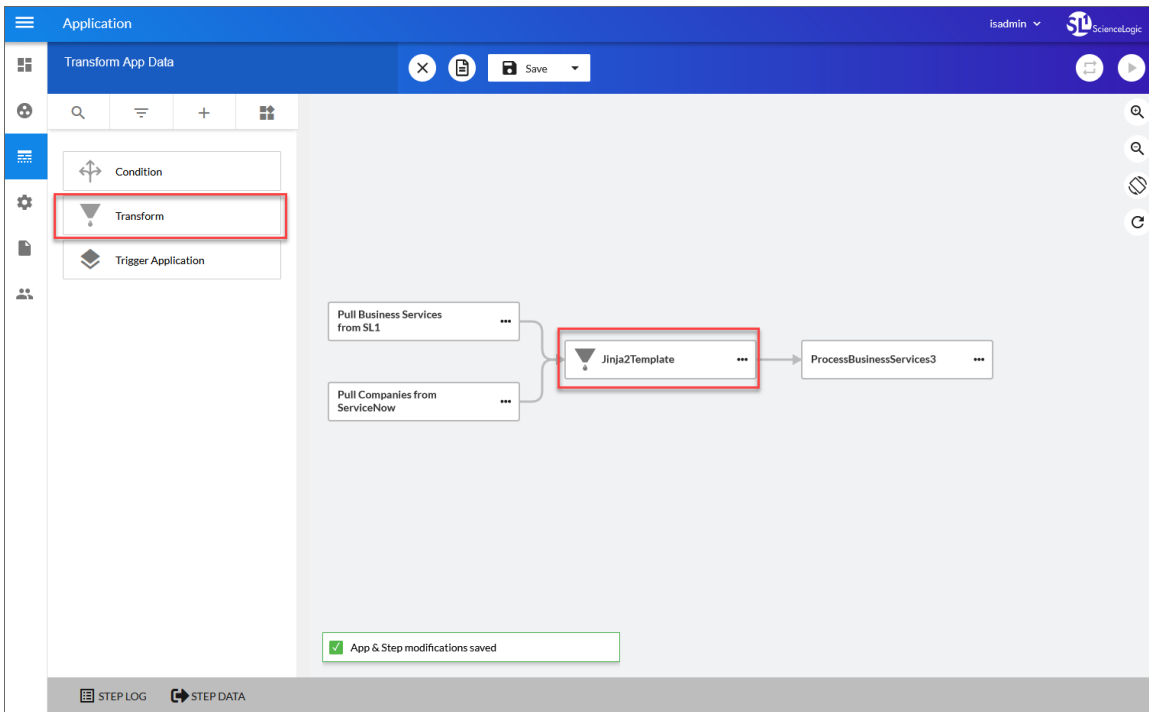 Application
isadmin
SL1 ScienceLogic
Transform App Data
Save
Condition
Transform
Trigger Application
Pull Business Services
from SL1
Jinja2Template
ProcessBusinessServices3
Pull Companies from
ServiceNow
App & Step modifications saved
STEP LOG
STEP DATA